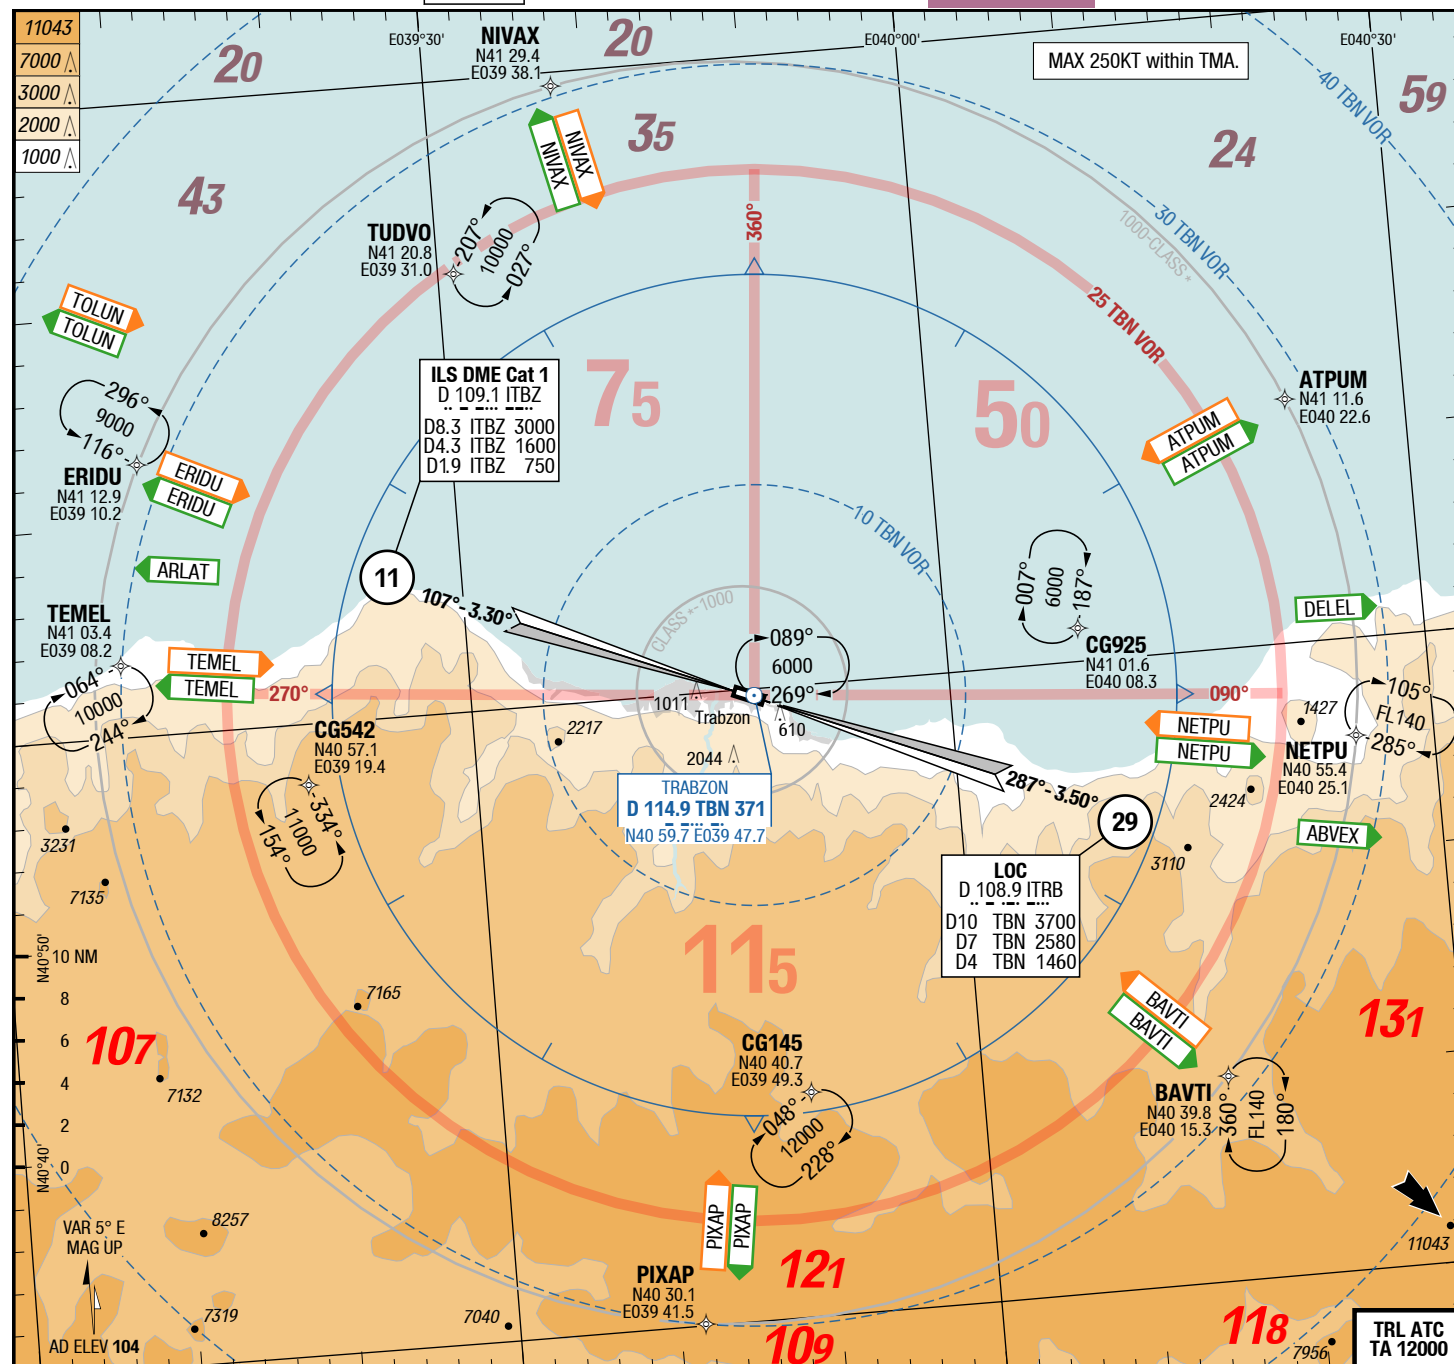 11043
7000
3000
2000
1000
20
NIVAX
N41 29.4
E039 38.1
E039°30'
20
E040°00'
E040°30'
MAX 250KT within TMA.
40 TBN VOR
59
35
24
43
NIVAX
NIVAX
TUDVO
N41 20.8
E039 31.0
207°
10000
027°
360°
30 TBN VOR
1000-CLASS *
25 TBN VOR
TOLUN
TOLUN
ILS DME Cat 1
D 109.1 ITBZ
D8.3 ITBZ 3000
D4.3 ITBZ 1600
D1.9 ITBZ 750
75
50
ATPUM
N41 11.6
E040 22.6
ATPUM
ATPUM
296°
9000
116°
ERIDU
N41 12.9
E039 10.2
ERIDU
ERIDU
10 TBN VOR
ARLAT
11
107°-3.30°
CLASS *-1000
007°
6000
187°
CG925
N41 01.6
E040 08.3
DELEL
TEMEL
N41 03.4
E039 08.2
TEMEL
TEMEL
064°
10000
244°
270°
089°
6000
269°
1011
Trabzon
610
2044
2217
090°
NETPU
NETPU
1427
105°
FL140
285°
NETPU
N40 55.4
E040 25.1
CG542
N40 57.1
E039 19.4
334°
11000
154°
TRABZON
D 114.9 TBN 371
N40 59.7 E039 47.7
287°-3.50°
29
2424
3110
ABVEX
3231
7135
LOC
D 108.9 ITRB
D10 TBN 3700
D7 TBN 2580
D4 TBN 1460
N40°50'
10 NM
8
6
4
2
0
N40°40'
115
7165
107
7132
CG145
N40 40.7
E039 49.3
048°
12000
228°
BAVTI
BAVTI
131
BAVTI
N40 39.8
E040 15.3
360°
FL140
180°
VAR 5° E
MAG UP
8257
PIXAP
PIXAP
11043
121
PIXAP
N40 30.1
E039 41.5
7319
7040
AD ELEV 104
109
118
7956
TRL ATC
TA 12000